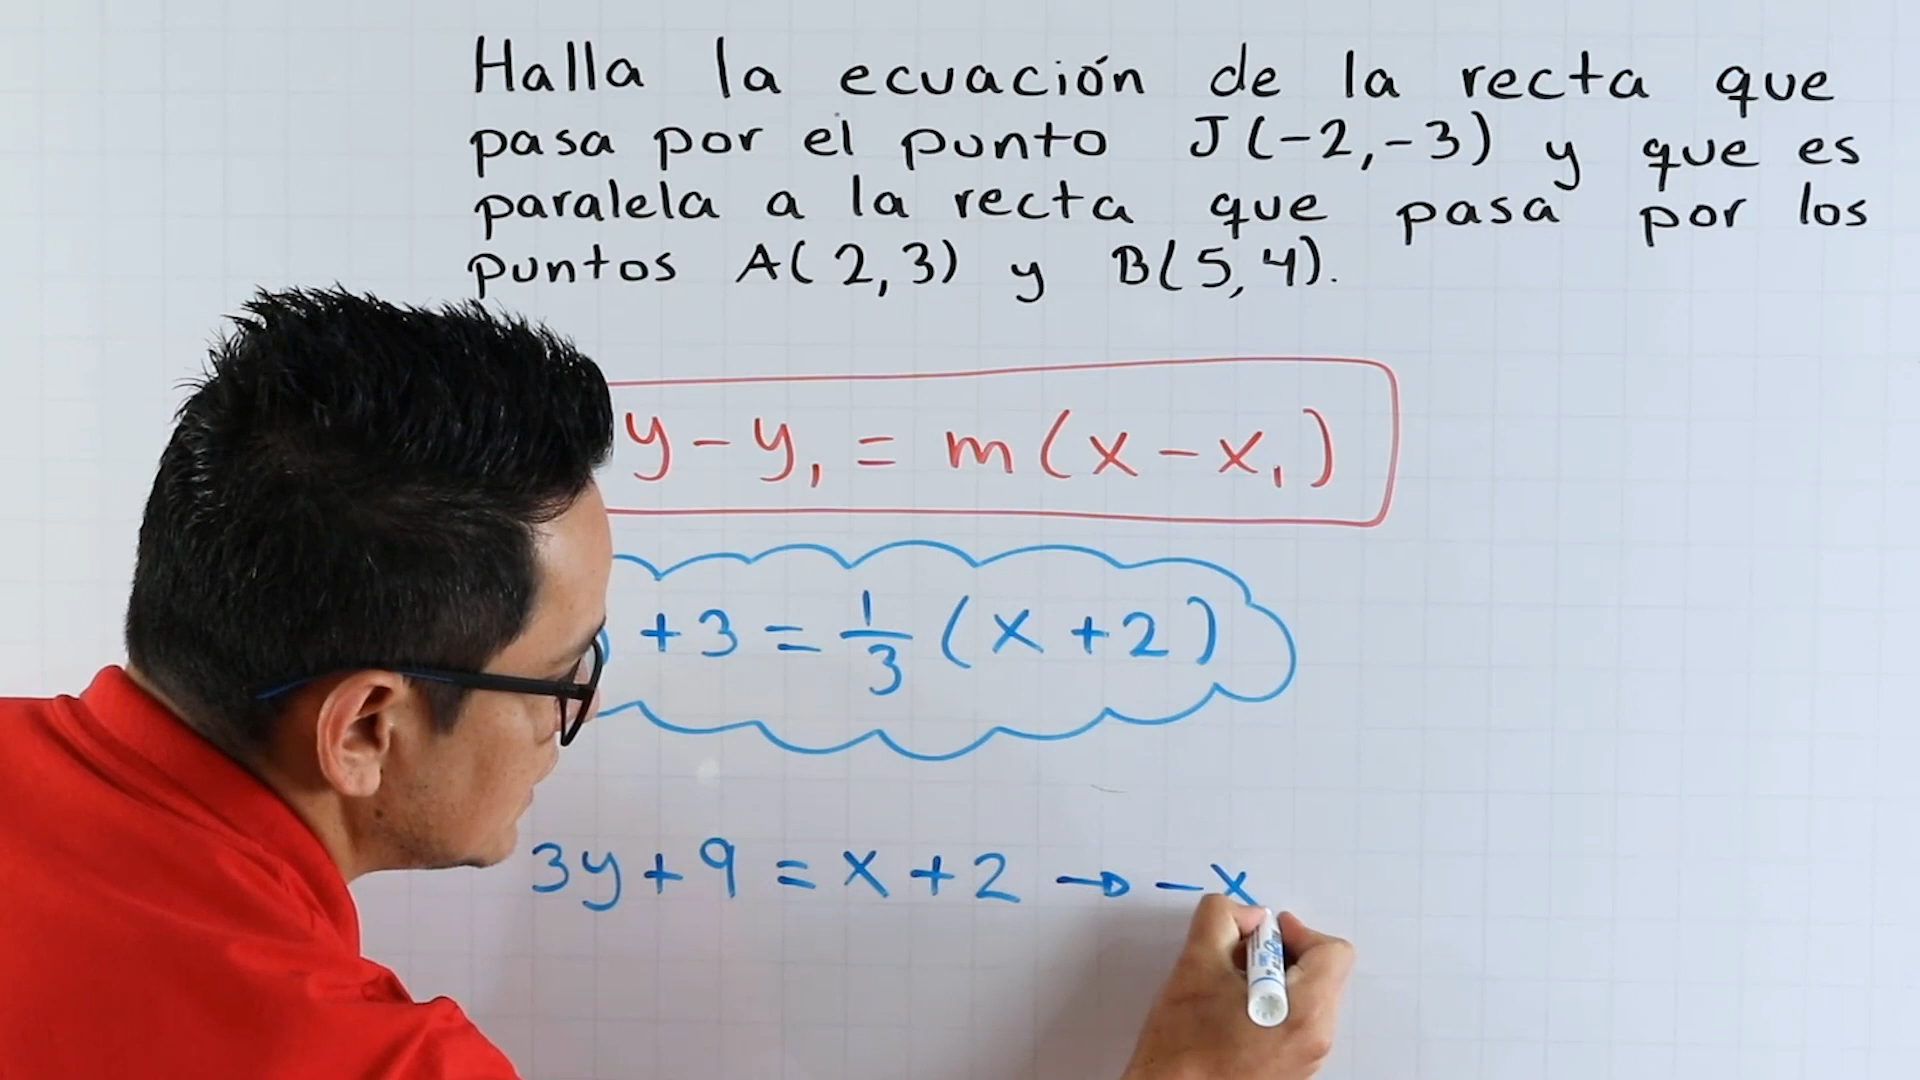 Halla la ecuación de la recta que
pasa por el punto J(-2,-3) y que es
paralela a la recta que pasa por los
puntos A(2,3) y B(5,4).
y-y₁ = m(x-x₁)
+3 = 1/3 (x+2)
3y+9 = x+2 → -x